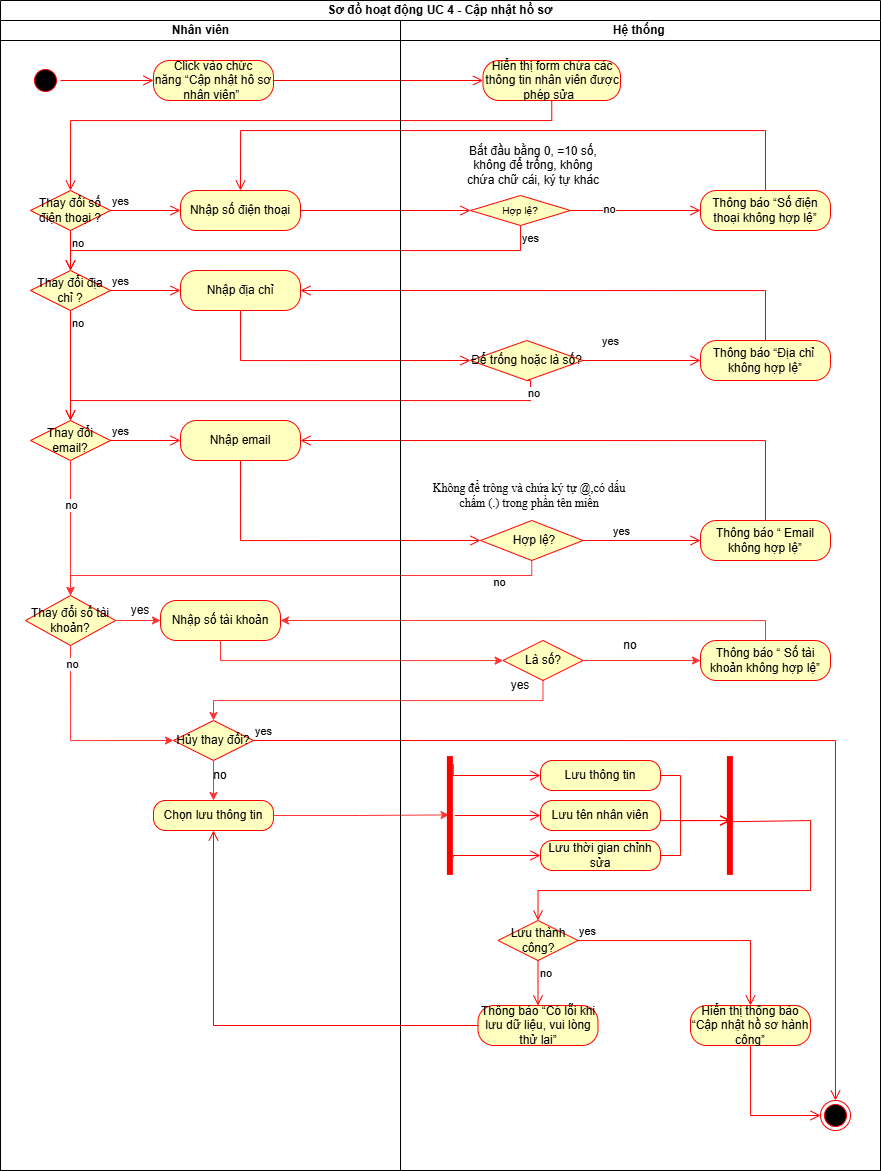 Sơ đồ hoạt động UC 4 - Cập nhật hồ sơ
Nhân viên
Hệ thống
Click vào chức
năng “Cập nhật hồ sơ
nhân viên”
Hiển thị form chứa các
thông tin nhân viên được
phép sửa
Bắt đầu bằng 0, =10 số,
không để trống, không
chứa chữ cái, ký tự khác
Thay đổi số
điện thoại ?
yes
Nhập số điện thoại
Hợp lệ?
no
Thông báo “Số điện
thoại không hợp lệ”
no
yes
Thay đổi địa
chỉ ?
yes
Nhập địa chỉ
no
Để trống hoặc là số?
yes
Thông báo “Địa chỉ
không hợp lệ”
no
Thay đổi
email?
yes
Nhập email
no
Không để trông và chứa ký tự @,có dấu
chấm (.) trong phần tên miền
Hợp lệ?
yes
Thông báo “ Email
không hợp lệ”
no
Thay đổi số tài
khoản?
yes
Nhập số tài khoản
no
Là số?
no
Thông báo “ Số tài
khoản không hợp lệ”
yes
Hủy thay đổi?
yes
no
Chọn lưu thông tin
Lưu thông tin
Lưu tên nhân viên
Lưu thời gian chỉnh
sửa
Lưu thành
công?
yes
no
Thông báo “Có lỗi khi
lưu dữ liệu, vui lòng
thử lại”
Hiển thị thông báo
“Cập nhật hồ sơ hành
công”